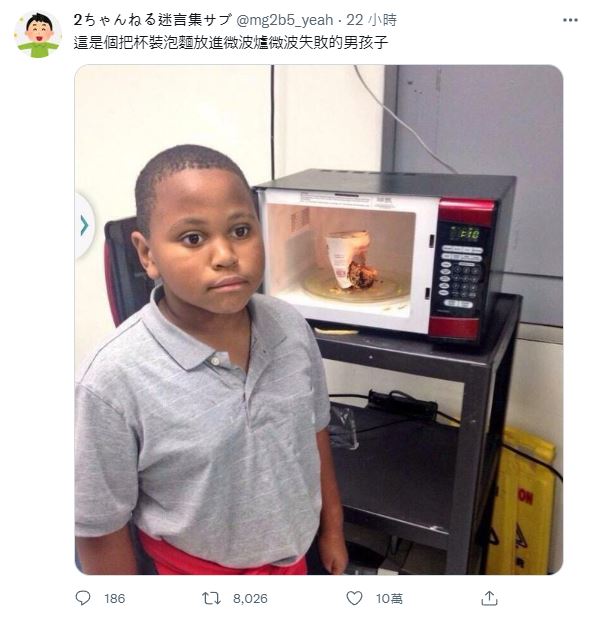 2ちゃんねる迷言集サブ @mg2b5_yeah · 22 小時
這是個把杯裝泡麵放進微波爐微波失敗的男孩子
186 8,026 10萬